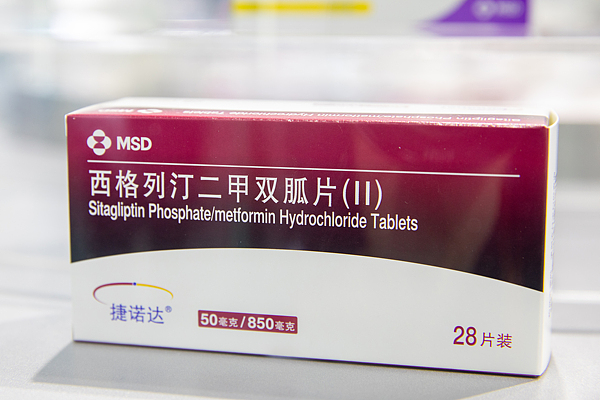 MSD
西格列汀二甲双胍片(II)
Sitagliptin Phosphate/metformin Hydrochloride Tablets
捷诺达®
50毫克/850毫克
28片装